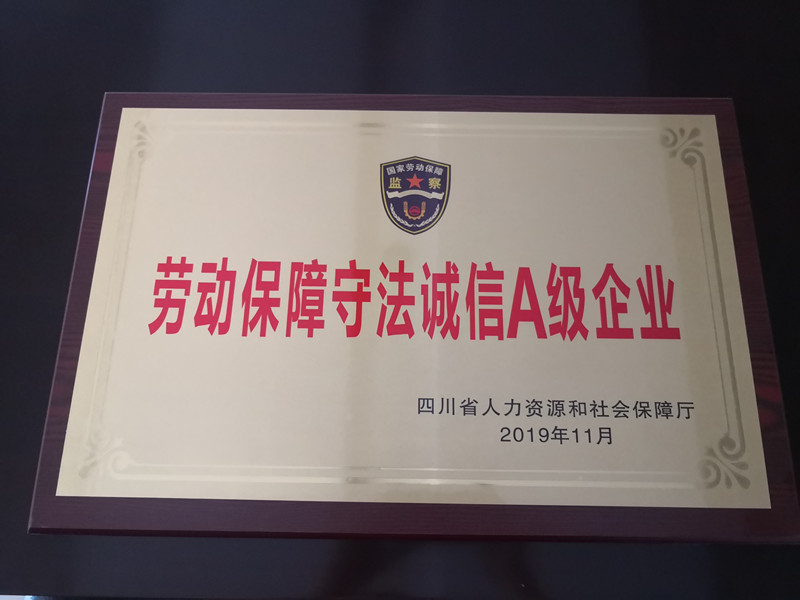 国家劳动保障
监察
劳动保障守法诚信A级企业
四川省人力资源和社会保障厅
2019年11月